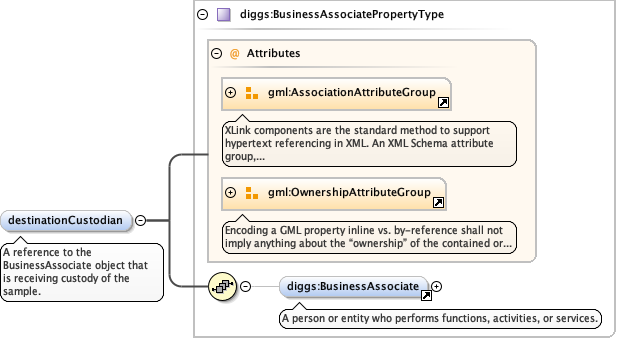 diggs:BusinessAssociatePropertyType
@ Attributes
gml:AssociationAttributeGroup
XLink components are the standard method to support
hypertext referencing in XML. An XML Schema attribute
group,...
gml:OwnershipAttributeGroup
Encoding a GML property inline vs. by-reference shall not
imply anything about the “ownership” of the contained or...
destinationCustodian
A reference to the
BusinessAssociate object that
is receiving custody of the
sample.
diggs:BusinessAssociate
A person or entity who performs functions, activities, or services.